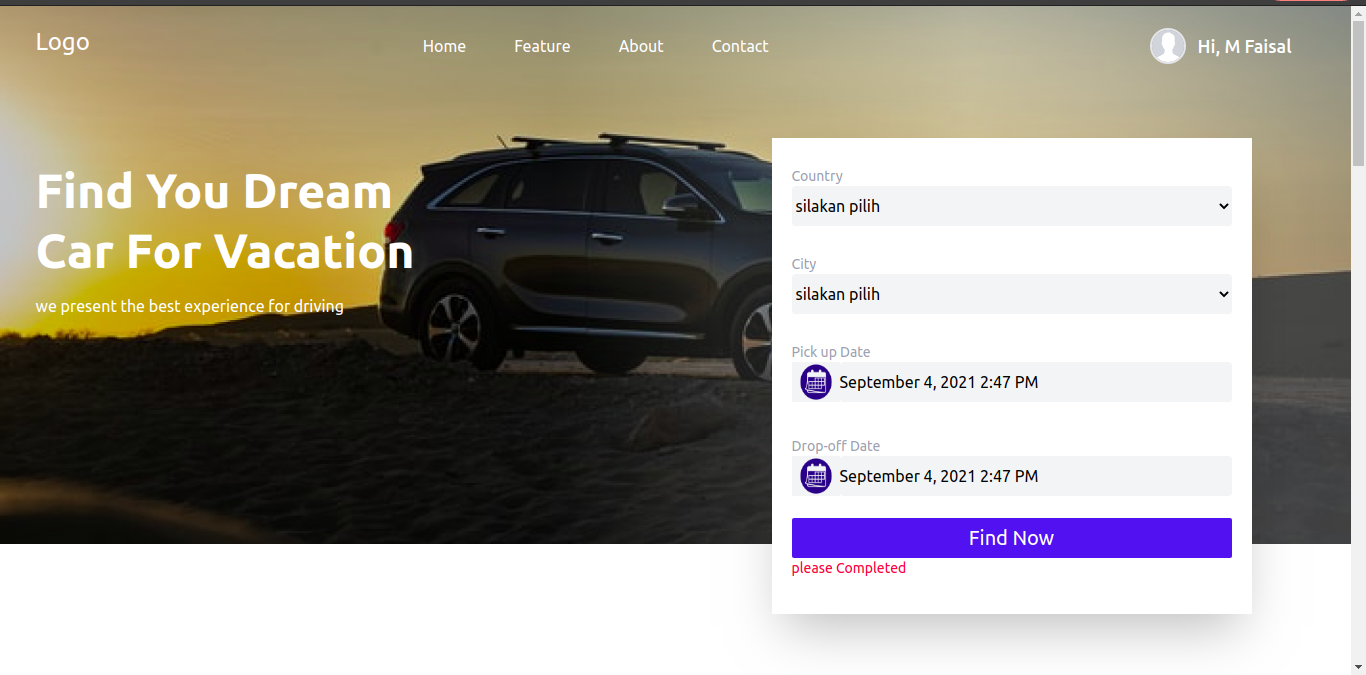 Logo
Home
Feature
About
Contact
Hi, M Faisal
Find You Dream
Car For Vacation
we present the best experience for driving
Country
silakan pilih
City
silakan pilih
Pick up Date
September 4, 2021 2:47 PM
Drop-off Date
September 4, 2021 2:47 PM
Find Now
please Completed